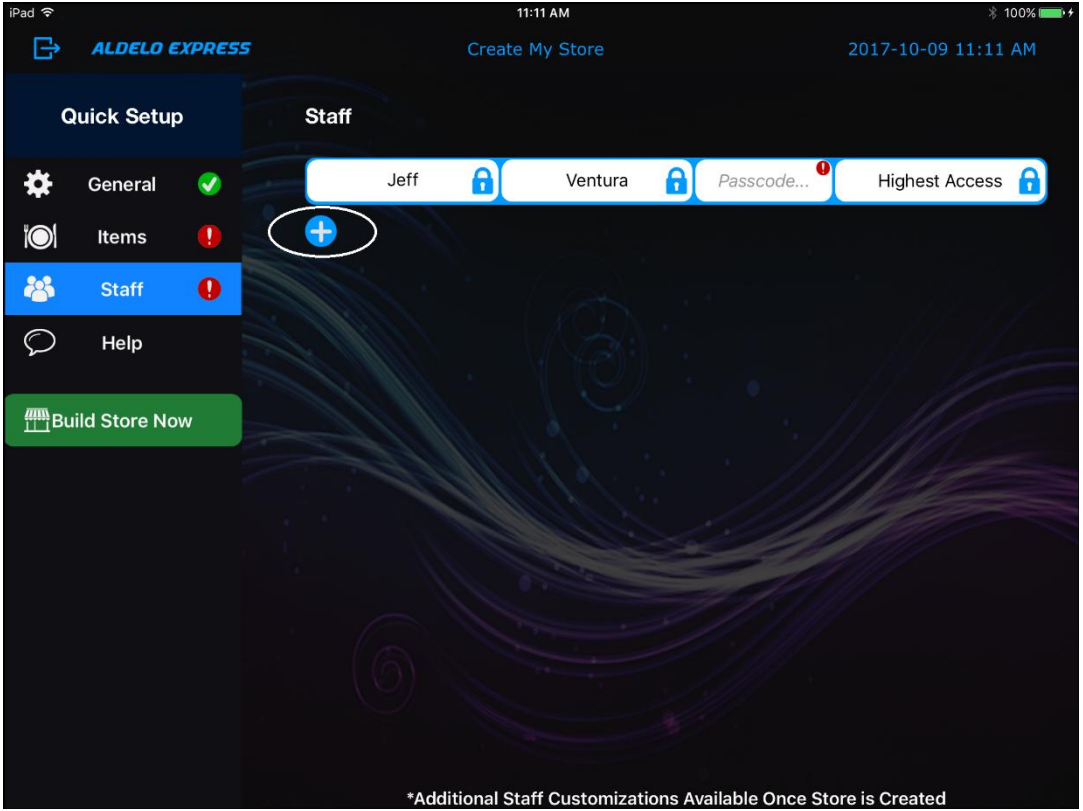 iPad 11:11 AM 100%
ALDELO EXPRESS Create My Store 2017-10-09 11:11 AM
Quick Setup
Staff
Jeff Ventura Passcode... Highest Access
General
Items
Staff
Help
Build Store Now
*Additional Staff Customizations Available Once Store is Created